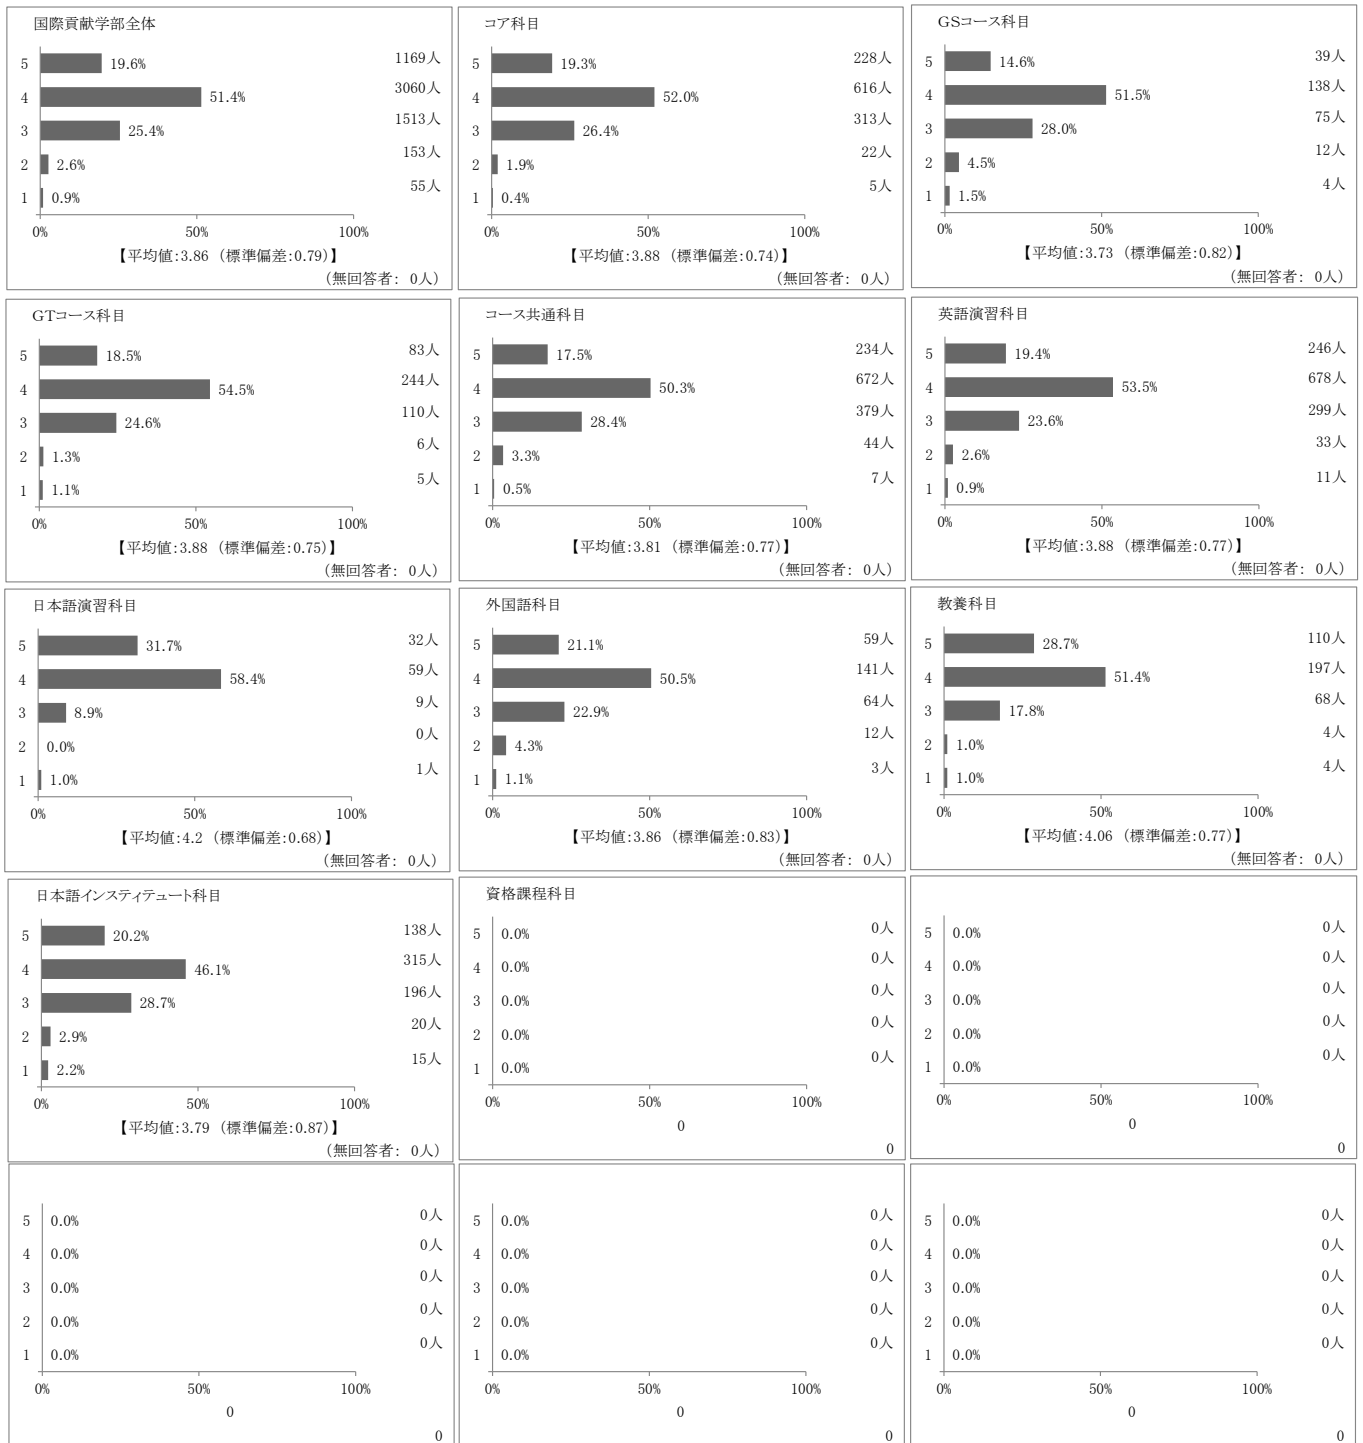 国際貢献学部全体
5 19.6% 1169人
4 51.4% 3060人
3 25.4% 1513人
2 2.6% 153人
1 0.9% 55人
0% 50% 100%
【平均値:3.86 (標準偏差:0.79)】
(無回答者: 0人)
コア科目
5 19.3% 228人
4 52.0% 616人
3 26.4% 313人
2 1.9% 22人
1 0.4% 5人
0% 50% 100%
【平均値:3.88 (標準偏差:0.74)】
(無回答者: 0人)
GSコース科目
5 14.6% 39人
4 51.5% 138人
3 28.0% 75人
2 4.5% 12人
1 1.5% 4人
0% 50% 100%
【平均値:3.73 (標準偏差:0.82)】
(無回答者: 0人)
GTコース科目
5 18.5% 83人
4 54.5% 244人
3 24.6% 110人
2 1.3% 6人
1 1.1% 5人
0% 50% 100%
【平均値:3.88 (標準偏差:0.75)】
(無回答者: 0人)
コース共通科目
5 17.5% 234人
4 50.3% 672人
3 28.4% 379人
2 3.3% 44人
1 0.5% 7人
0% 50% 100%
【平均値:3.81 (標準偏差:0.77)】
(無回答者: 0人)
英語演習科目
5 19.4% 246人
4 53.5% 678人
3 23.6% 299人
2 2.6% 33人
1 0.9% 11人
0% 50% 100%
【平均値:3.88 (標準偏差:0.77)】
(無回答者: 0人)
日本語演習科目
5 31.7% 32人
4 58.4% 59人
3 8.9% 9人
2 0.0% 0人
1 1.0% 1人
0% 50% 100%
【平均値:4.2 (標準偏差:0.68)】
(無回答者: 0人)
外国語科目
5 21.1% 59人
4 50.5% 141人
3 22.9% 64人
2 4.3% 12人
1 1.1% 3人
0% 50% 100%
【平均値:3.86 (標準偏差:0.83)】
(無回答者: 0人)
教養科目
5 28.7% 110人
4 51.4% 197人
3 17.8% 68人
2 1.0% 4人
1 1.0% 4人
0% 50% 100%
【平均値:4.06 (標準偏差:0.77)】
(無回答者: 0人)
日本語インスティテュート科目
5 20.2% 138人
4 46.1% 315人
3 28.7% 196人
2 2.9% 20人
1 2.2% 15人
0% 50% 100%
【平均値:3.79 (標準偏差:0.87)】
(無回答者: 0人)
資格課程科目
5 0.0% 0人
4 0.0% 0人
3 0.0% 0人
2 0.0% 0人
1 0.0% 0人
0% 50% 100%
0
0
5 0.0% 0人
4 0.0% 0人
3 0.0% 0人
2 0.0% 0人
1 0.0% 0人
0% 50% 100%
0
0
5 0.0% 0人
4 0.0% 0人
3 0.0% 0人
2 0.0% 0人
1 0.0% 0人
0% 50% 100%
0
0
5 0.0% 0人
4 0.0% 0人
3 0.0% 0人
2 0.0% 0人
1 0.0% 0人
0% 50% 100%
0
0
5 0.0% 0人
4 0.0% 0人
3 0.0% 0人
2 0.0% 0人
1 0.0% 0人
0% 50% 100%
0
0